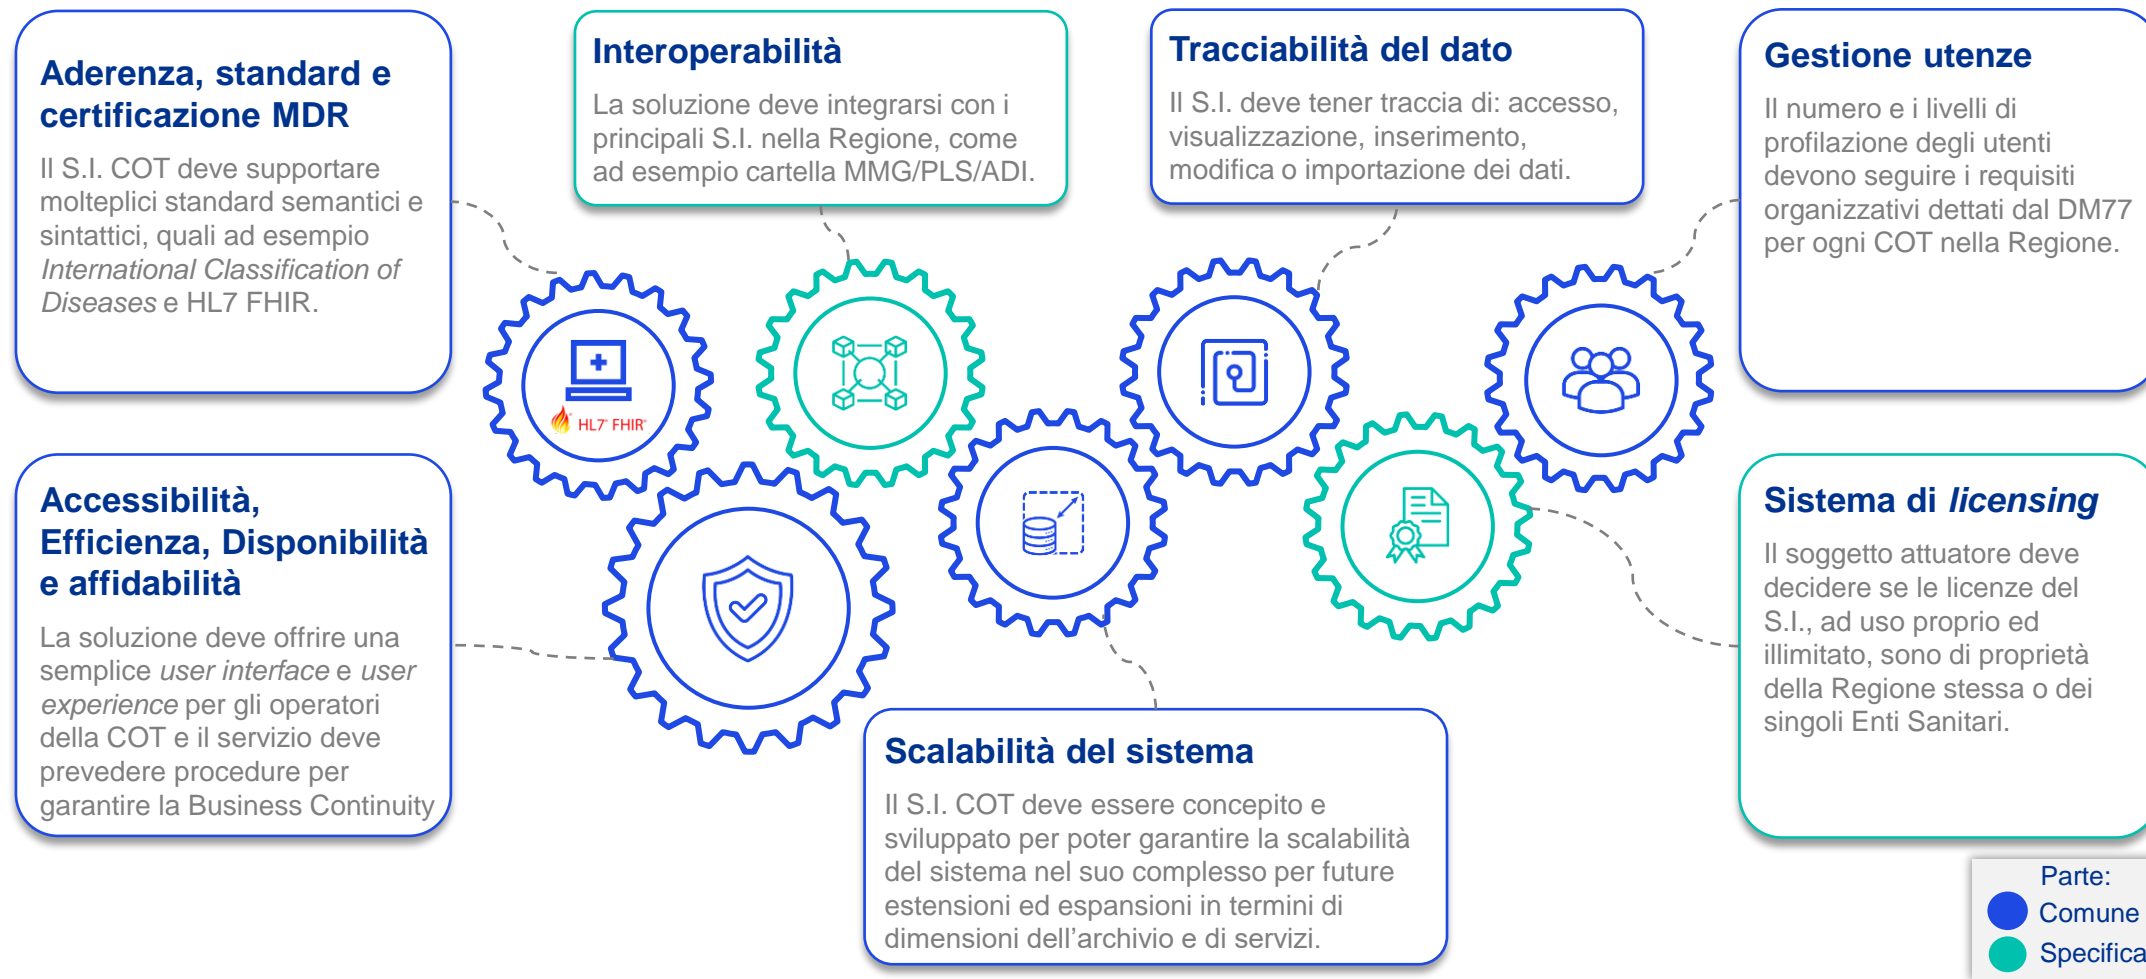 Aderenza, standard e
certificazione MDR
Il S.I. COT deve supportare
molteplici standard semantici e
sintattici, quali ad esempio
International Classification of
Diseases e HL7 FHIR.
Interoperabilità
La soluzione deve integrarsi con i
principali S.I. nella Regione, come
ad esempio cartella MMG/PLS/ADI.
Tracciabilità del dato
Il S.I. deve tener traccia di: accesso,
visualizzazione, inserimento,
modifica o importazione dei dati.
Gestione utenze
Il numero e i livelli di
profilazione degli utenti
devono seguire i requisiti
organizzativi dettati dal DM77
per ogni COT nella Regione.
HL7 FHIR
Accessibilità,
Efficienza, Disponibilità
e affidabilità
La soluzione deve offrire una
semplice user interface e user
experience per gli operatori
della COT e il servizio deve
prevedere procedure per
garantire la Business Continuity
Scalabilità del sistema
Il S.I. COT deve essere concepito e
sviluppato per poter garantire la scalabilità
del sistema nel suo complesso per future
estensioni ed espansioni in termini di
dimensioni dell'archivio e di servizi.
Sistema di licensing
Il soggetto attuatore deve
decidere se le licenze del
S.I., ad uso proprio ed
illimitato, sono di proprietà
della Regione stessa o dei
singoli Enti Sanitari.
Parte:
Comune
Specifica